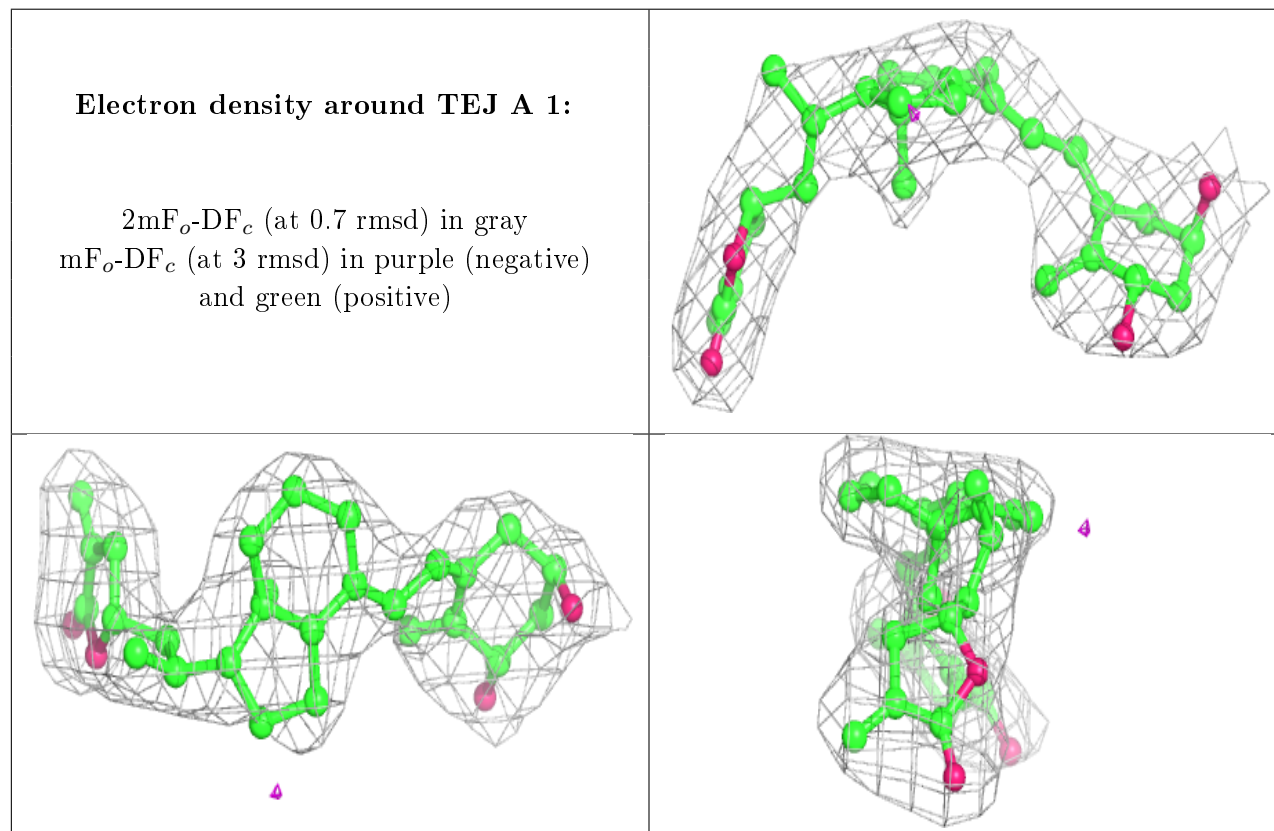 Electron density around TEJ A 1:
2mFₒ-DF𝒸 (at 0.7 rmsd) in gray
mFₒ-DF𝒸 (at 3 rmsd) in purple (negative)
and green (positive)